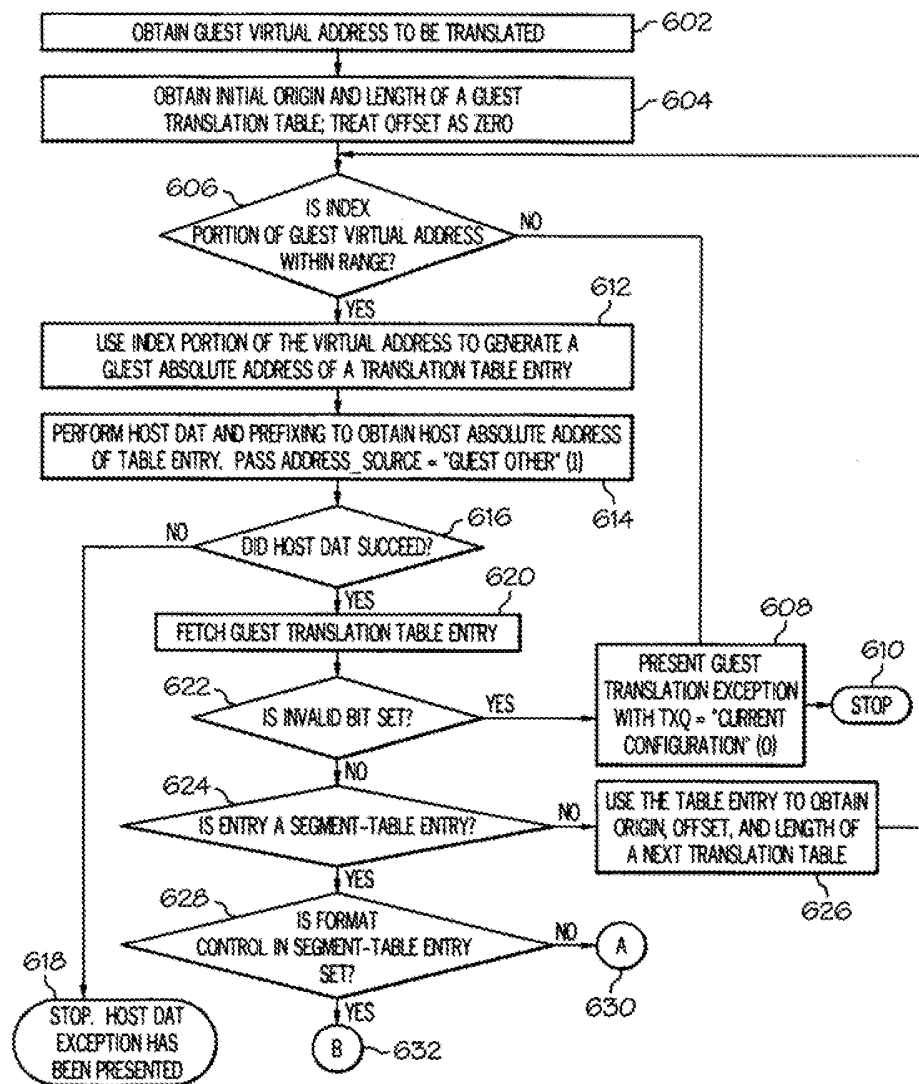 OBTAIN GUEST VIRTUAL ADDRESS TO BE TRANSLATED
602
OBTAIN INITIAL ORIGIN AND LENGTH OF A GUEST
TRANSLATION TABLE; TREAT OFFSET AS ZERO
604
606
IS INDEX
PORTION OF GUEST VIRTUAL ADDRESS
WITHIN RANGE?
NO
YES
612
USE INDEX PORTION OF THE VIRTUAL ADDRESS TO GENERATE A
GUEST ABSOLUTE ADDRESS OF A TRANSLATION TABLE ENTRY
PERFORM HOST DAT AND PREFIXING TO OBTAIN HOST ABSOLUTE ADDRESS
OF TABLE ENTRY. PASS ADDRESS_SOURCE = "GUEST OTHER" (1)
614
616
NO
DID HOST DAT SUCCEED?
YES
620
FETCH GUEST TRANSLATION TABLE ENTRY
608
PRESENT GUEST
TRANSLATION EXCEPTION
WITH TXQ = "CURRENT
CONFIGURATION" (0)
610
STOP
622
IS INVALID BIT SET?
YES
NO
624
IS ENTRY A SEGMENT-TABLE ENTRY?
NO
USE THE TABLE ENTRY TO OBTAIN
ORIGIN, OFFSET, AND LENGTH OF
A NEXT TRANSLATION TABLE
626
YES
628
IS FORMAT
CONTROL IN SEGMENT-TABLE ENTRY
SET?
NO
A
630
YES
B
632
618
STOP. HOST DAT
EXCEPTION HAS
BEEN PRESENTED